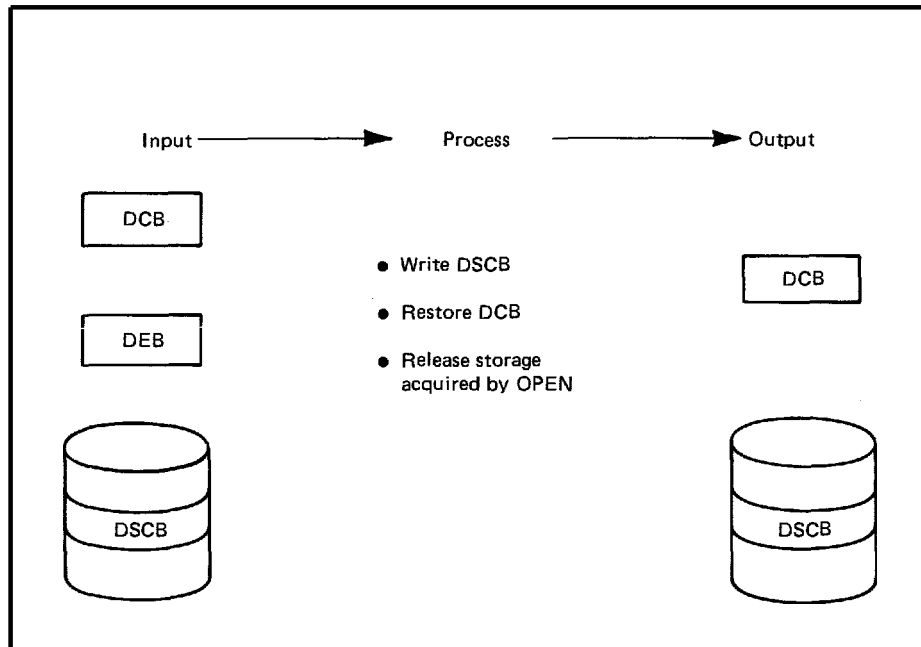 Input
Process
Output
DCB
DEB
DSCB
● Write DSCB
● Restore DCB
● Release storage
acquired by OPEN
DCB
DSCB